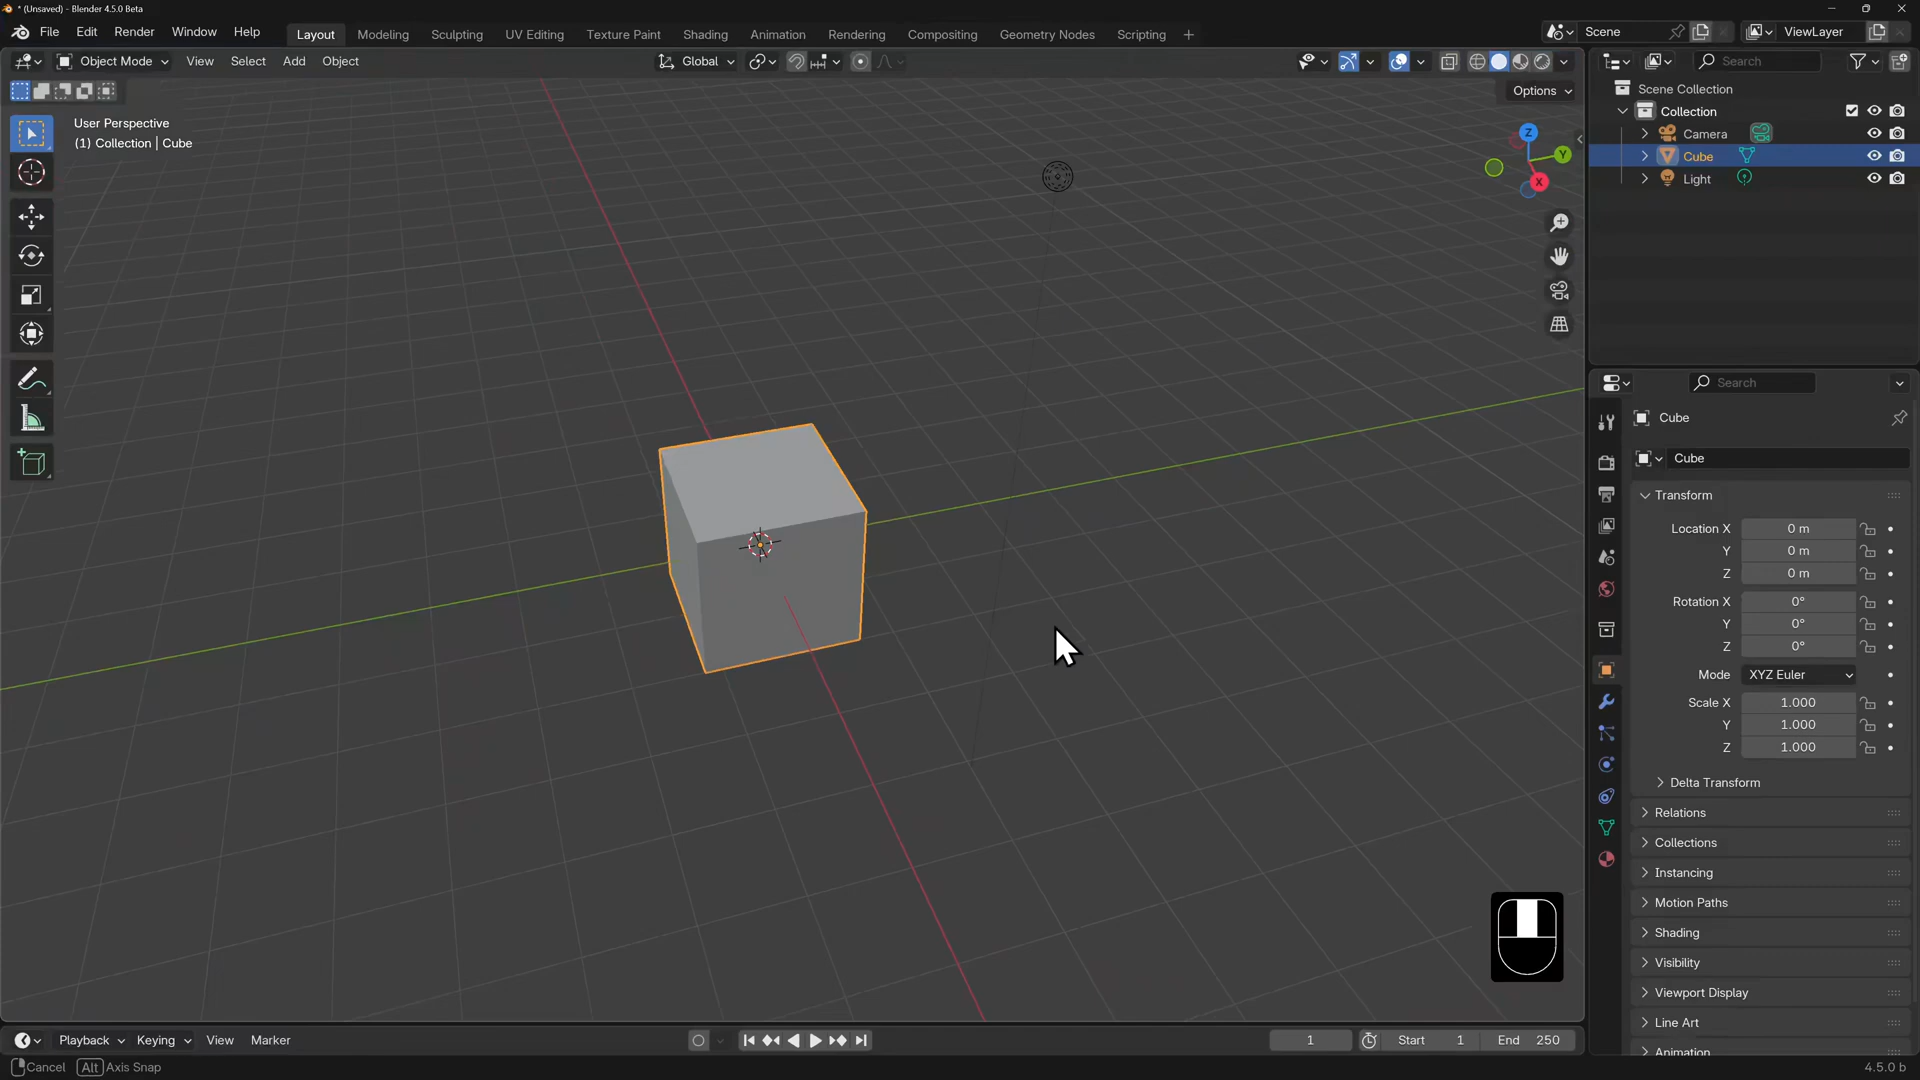 * (Unsaved) - Blender 4.5.0 Beta
File Edit Render Window Help Layout Modeling Sculpting UV Editing Texture Paint Shading Animation Rendering Compositing Geometry Nodes Scripting + Scene ViewLayer
Object Mode View Select Add Object Global Search
Options
User Perspective
(1) Collection | Cube
Z
Y
X
Scene Collection
Collection
Camera
Cube
Light
Search
Cube
Cube
Transform
Location X 0 m
Y 0 m
Z 0 m
Rotation X 0°
Y 0°
Z 0°
Mode XYZ Euler
Scale X 1.000
Y 1.000
Z 1.000
Delta Transform
Relations
Collections
Instancing
Motion Paths
Shading
Visibility
Viewport Display
Line Art
Animation
Playback Keying View Marker 1 Start 1 End 250
Cancel Alt Axis Snap 4.5.0 b